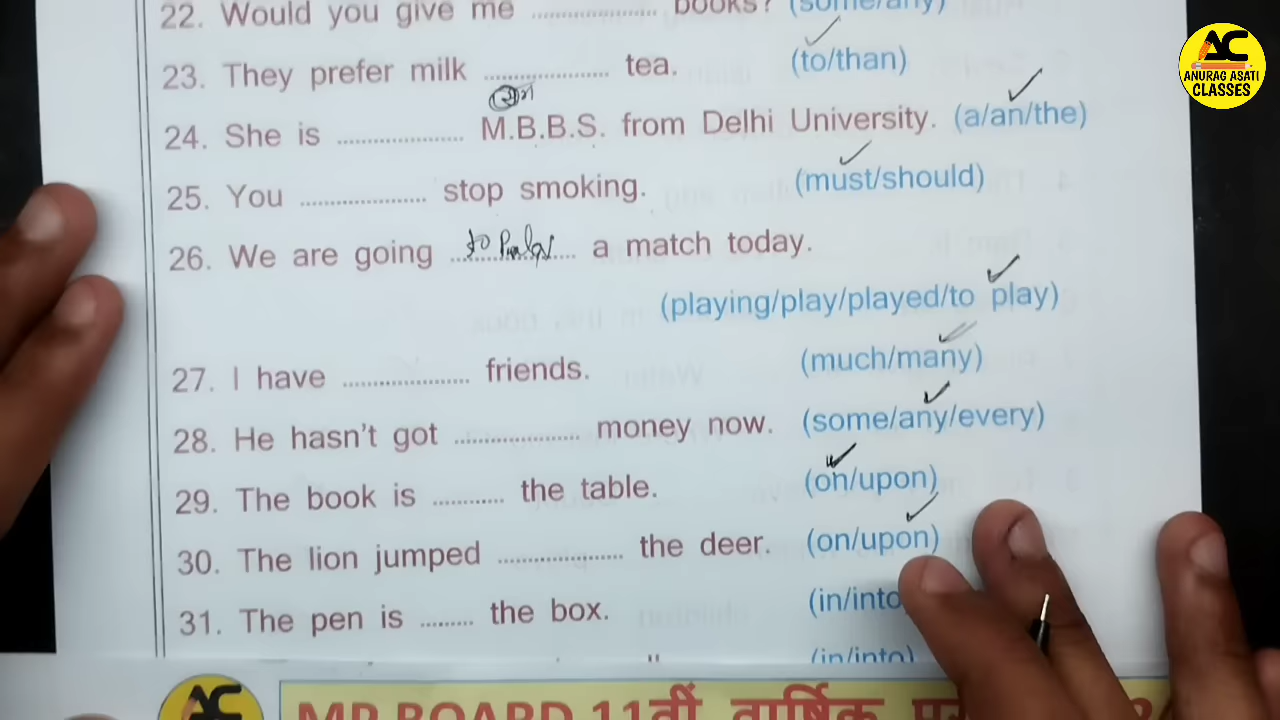 22. Would you give me .................... books? (some/any)
23. They prefer milk .................... tea. (to/than)
24. She is .................... M.B.B.S. from Delhi University. (a/an/the)
25. You .................... stop smoking. (must/should)
26. We are going to play a match today.
(playing/play/played/to play)
27. I have .................... friends. (much/many)
28. He hasn't got .................... money now. (some/any/every)
29. The book is ............ the table. (on/upon)
30. The lion jumped .................... the deer. (on/upon)
31. The pen is ......... the box. (in/into
(in/into)
AC
ANURAG ASATI
CLASSES
AC
MP BOARD 11वीं वार्षिक